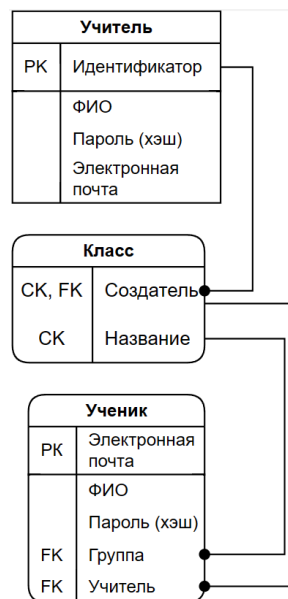 Учитель
PK Идентификатор
ФИО
Пароль (хэш)
Электронная
почта
Класс
CK, FK Создатель
CK Название
Ученик
PK Электронная
почта
ФИО
Пароль (хэш)
FK Группа
FK Учитель